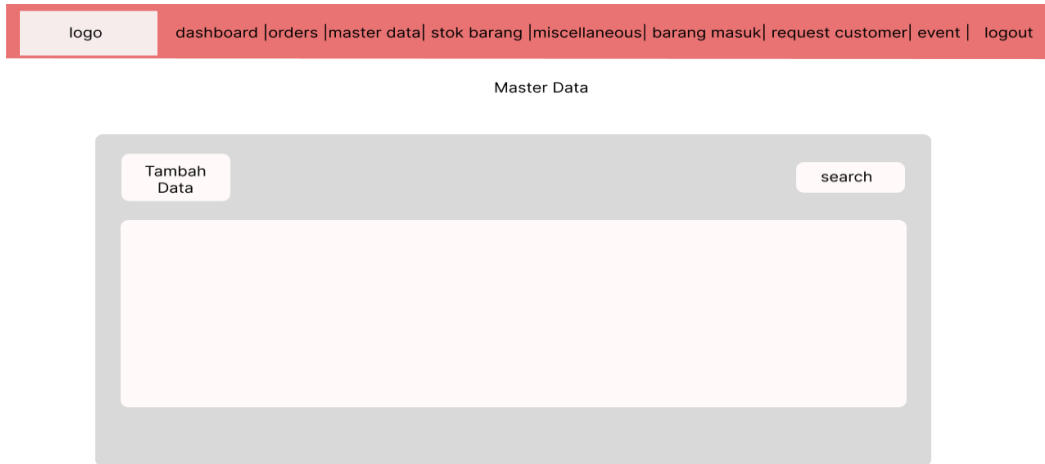 logo
dashboard |orders |master data| stok barang |miscellaneous| barang masuk| request customer| event | logout
Master Data
Tambah
Data
search